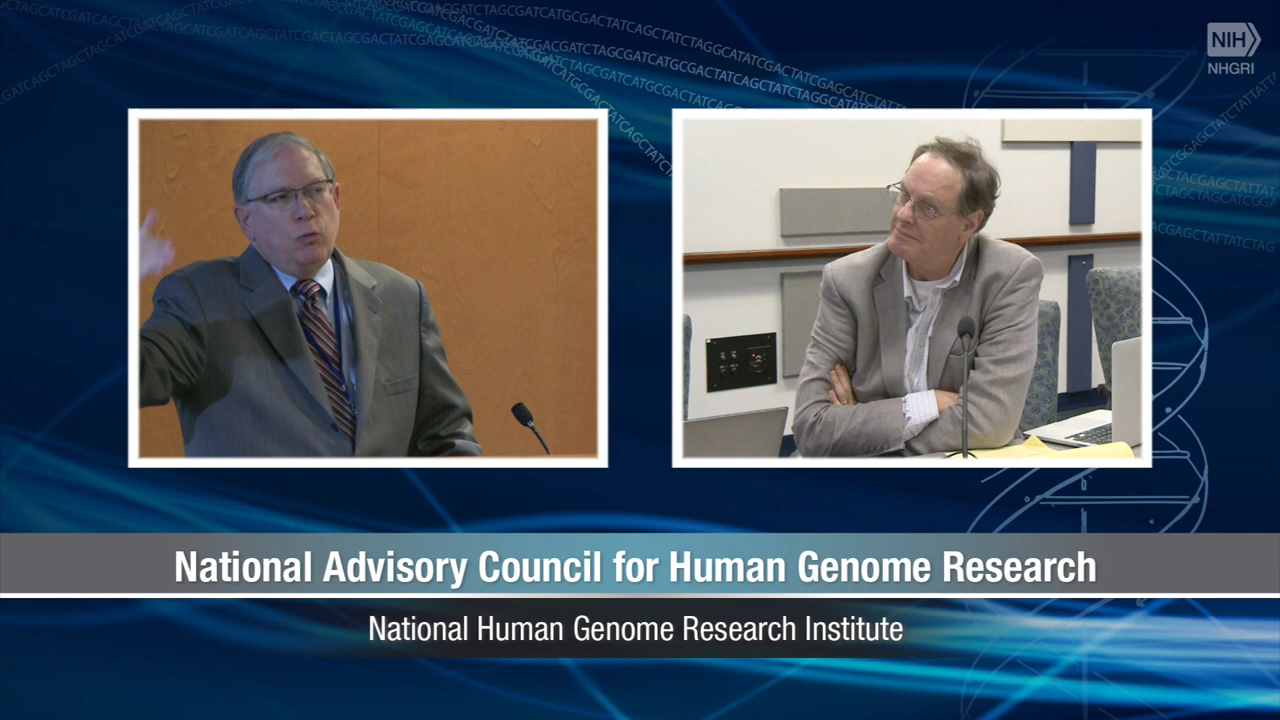 NIH
NHGRI
National Advisory Council for Human Genome Research
National Human Genome Research Institute